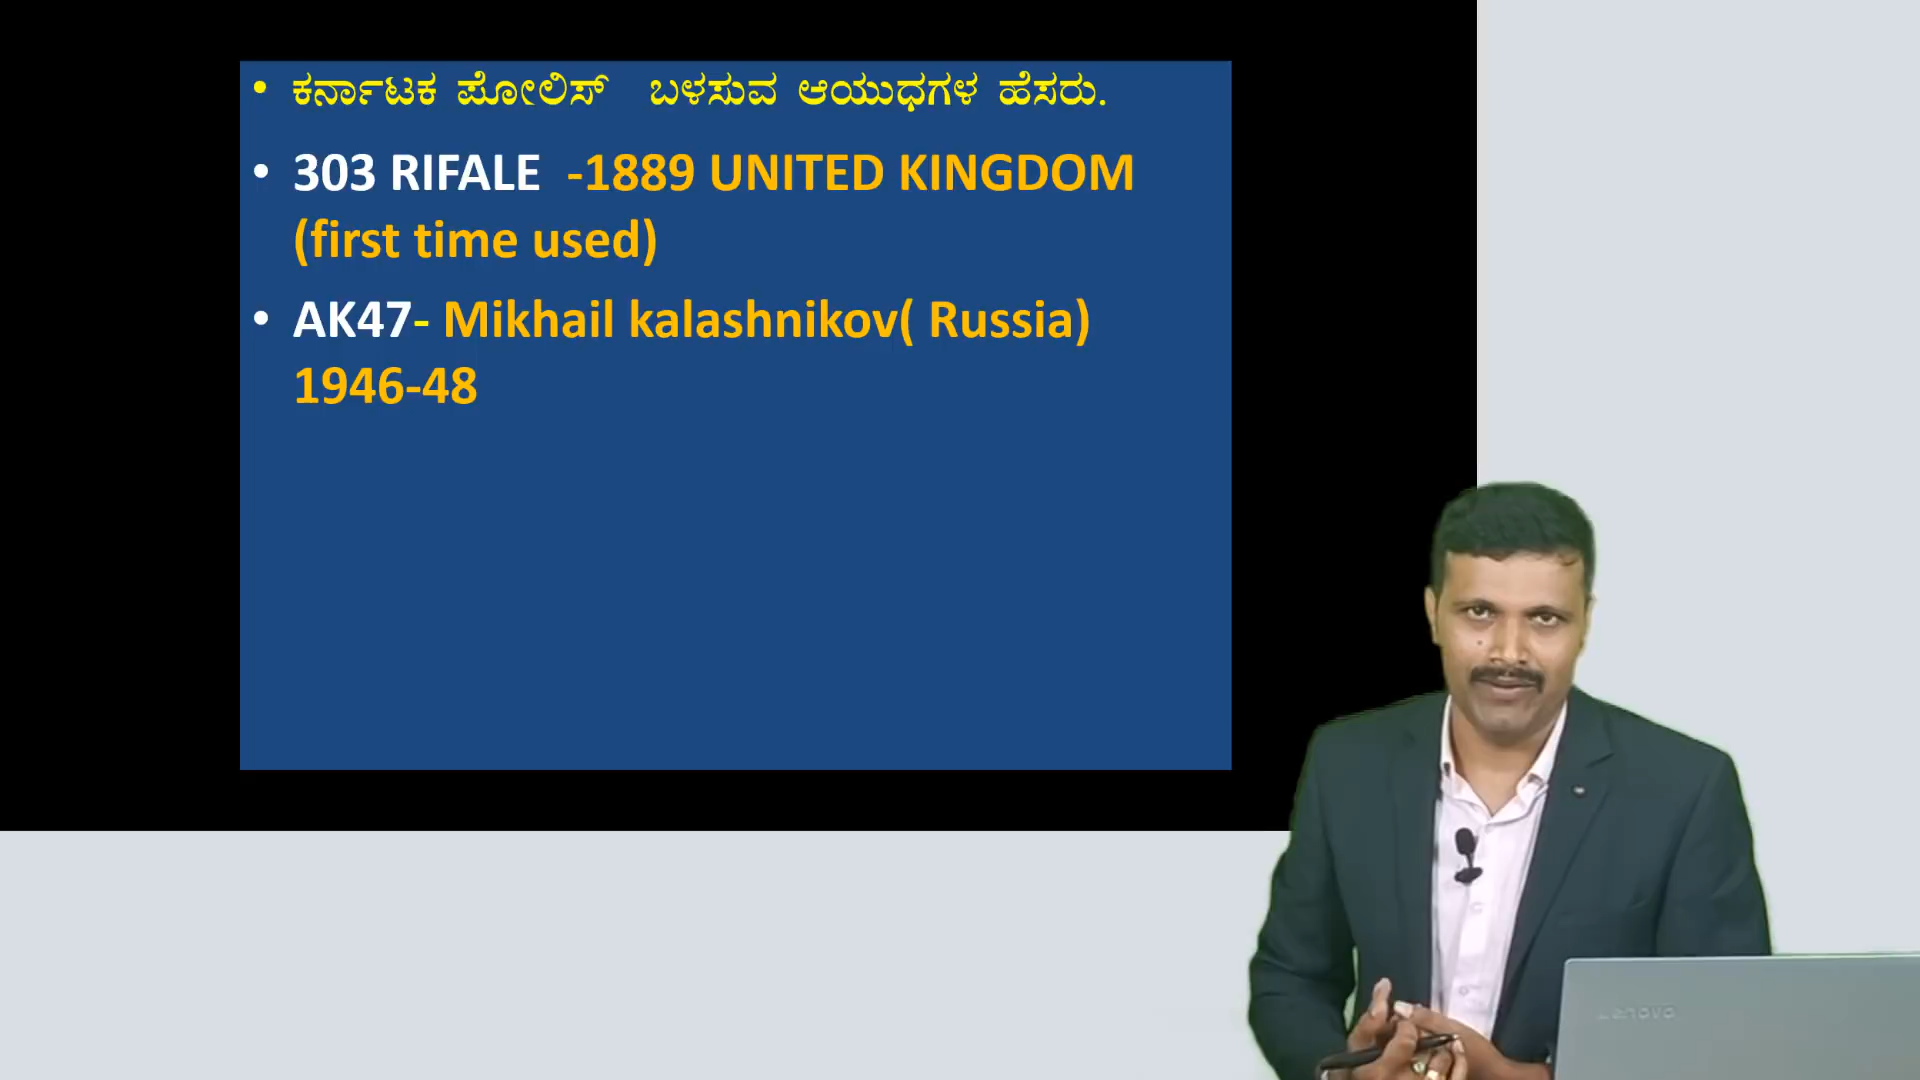 • ಕರ್ನಾಟಕ ಪೋಲಿಸ್ ಬಳಸುವ ಆಯುಧಗಳ ಹೆಸರು.
• 303 RIFALE -1889 UNITED KINGDOM
(first time used)
• AK47- Mikhail kalashnikov( Russia)
1946-48
Lenovo